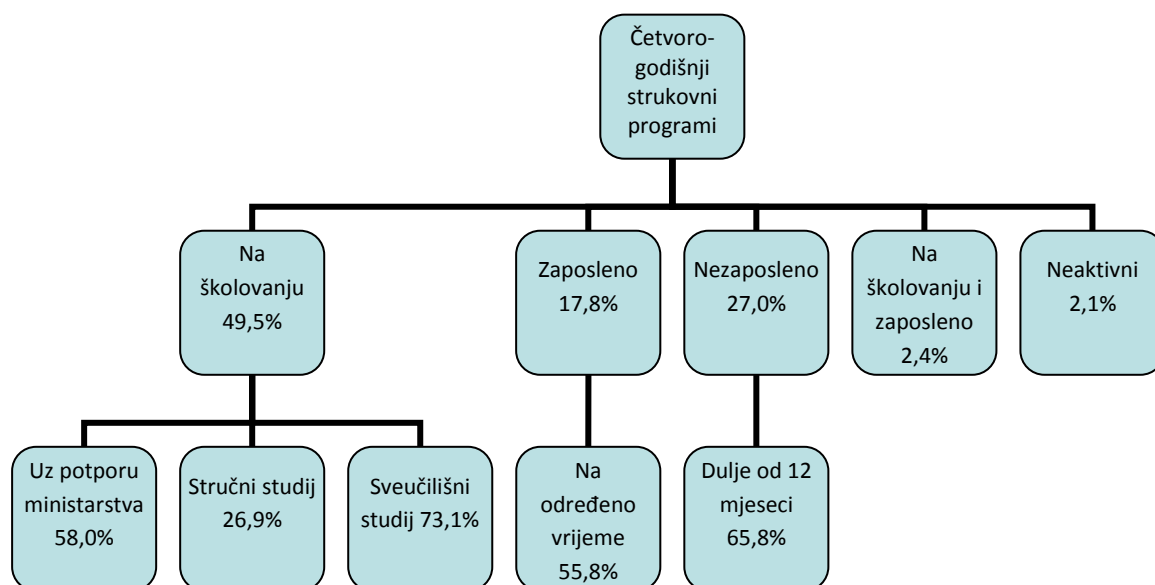 Četvoro-
godišnji
strukovni
programi
Na
školovanju
49,5%
Zaposleno
17,8%
Nezaposleno
27,0%
Na
školovanju i
zaposleno
2,4%
Neaktivni
2,1%
Uz potporu
ministarstva
58,0%
Stručni studij
26,9%
Sveučilišni
studij 73,1%
Na
određeno
vrijeme
55,8%
Dulje od 12
mjeseci
65,8%